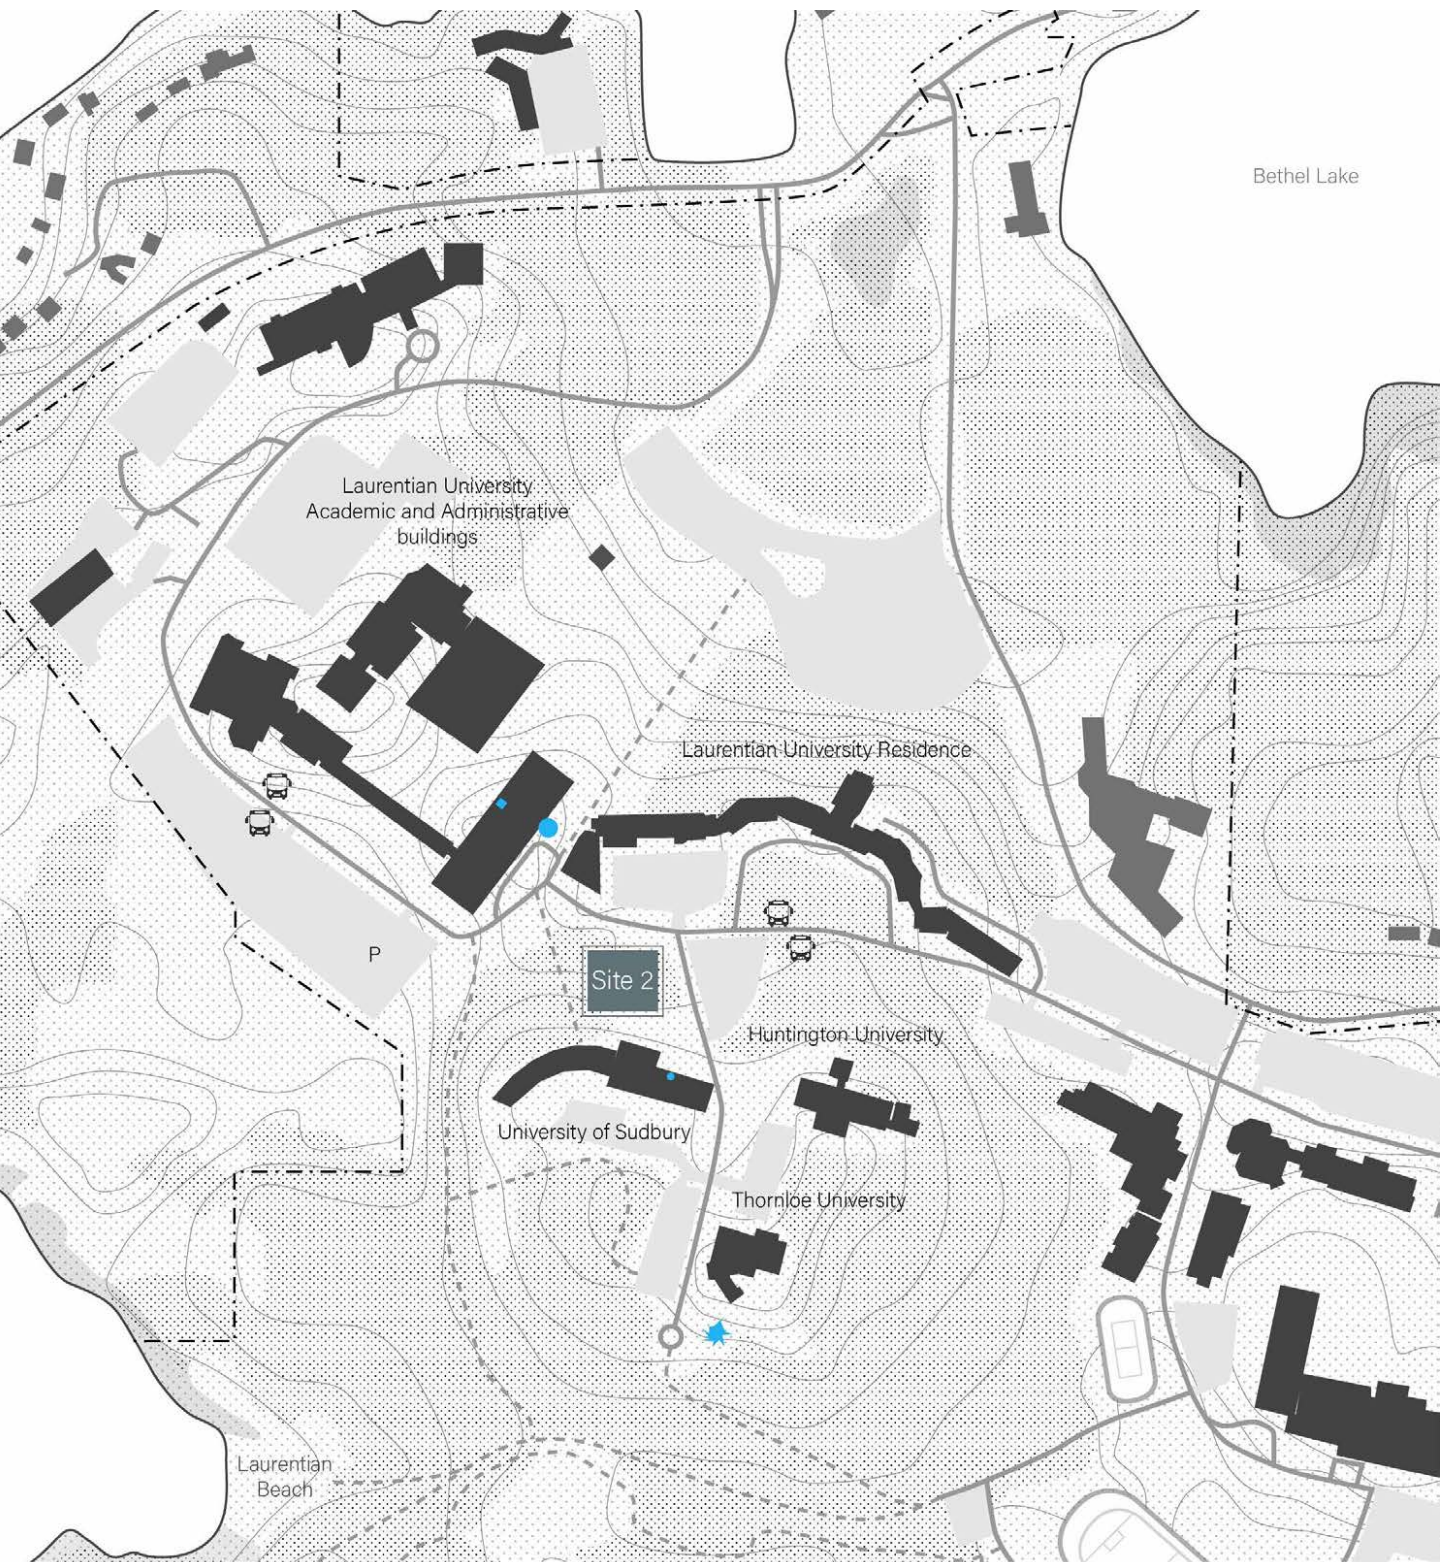 Bethel Lake
Laurentian University
Academic and Administrative
buildings
Laurentian University Residence
P
Site 2
Huntington University
University of Sudbury
Thornloe University
Laurentian
Beach